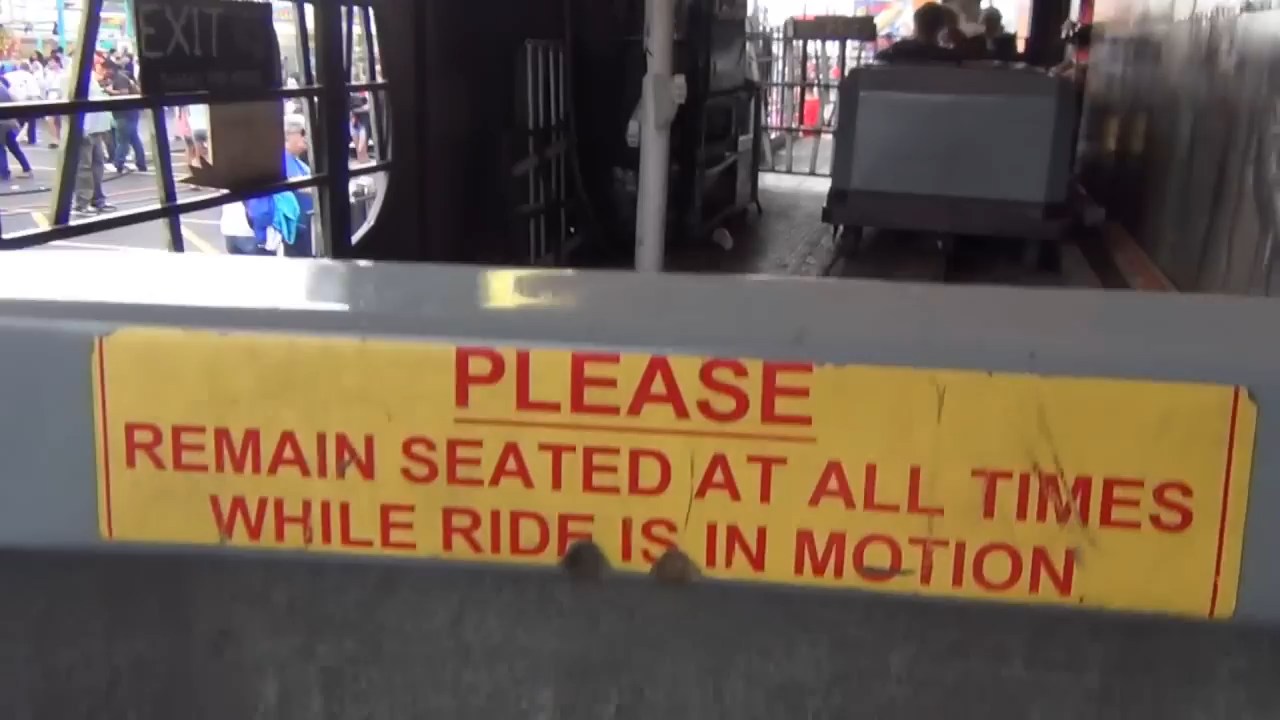 EXIT
PLEASE
REMAIN SEATED AT ALL TIMES
WHILE RIDE IS IN MOTION